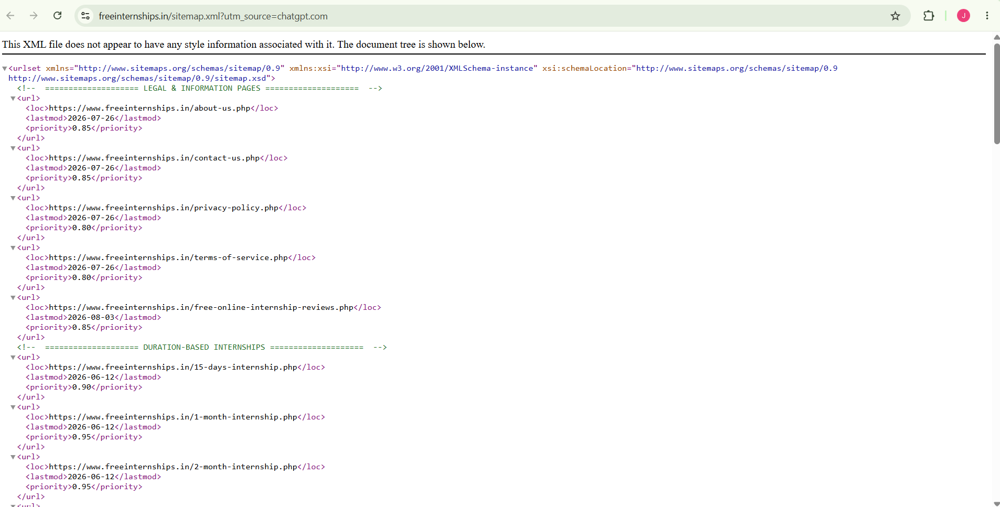 freeinternships.in/sitemap.xml?utm_source=chatgpt.com
J
This XML file does not appear to have any style information associated with it. The document tree is shown below.
<urlset xmlns="http://www.sitemaps.org/schemas/sitemap/0.9" xmlns:xsi="http://www.w3.org/2001/XMLSchema-instance" xsi:schemaLocation="http://www.sitemaps.org/schemas/sitemap/0.9
http://www.sitemaps.org/schemas/sitemap/0.9/sitemap.xsd">
<!-- ==================== LEGAL & INFORMATION PAGES ==================== -->
<url>
<loc>https://www.freeinternships.in/about-us.php</loc>
<lastmod>2026-07-26</lastmod>
<priority>0.85</priority>
</url>
<url>
<loc>https://www.freeinternships.in/contact-us.php</loc>
<lastmod>2026-07-26</lastmod>
<priority>0.85</priority>
</url>
<url>
<loc>https://www.freeinternships.in/privacy-policy.php</loc>
<lastmod>2026-07-26</lastmod>
<priority>0.80</priority>
</url>
<url>
<loc>https://www.freeinternships.in/terms-of-service.php</loc>
<lastmod>2026-07-26</lastmod>
<priority>0.80</priority>
</url>
<url>
<loc>https://www.freeinternships.in/free-online-internship-reviews.php</loc>
<lastmod>2026-08-03</lastmod>
<priority>0.85</priority>
</url>
<!-- ==================== DURATION-BASED INTERNSHIPS ==================== -->
<url>
<loc>https://www.freeinternships.in/15-days-internship.php</loc>
<lastmod>2026-06-12</lastmod>
<priority>0.90</priority>
</url>
<url>
<loc>https://www.freeinternships.in/1-month-internship.php</loc>
<lastmod>2026-06-12</lastmod>
<priority>0.95</priority>
</url>
<url>
<loc>https://www.freeinternships.in/2-month-internship.php</loc>
<lastmod>2026-06-12</lastmod>
<priority>0.95</priority>
</url>
<url>